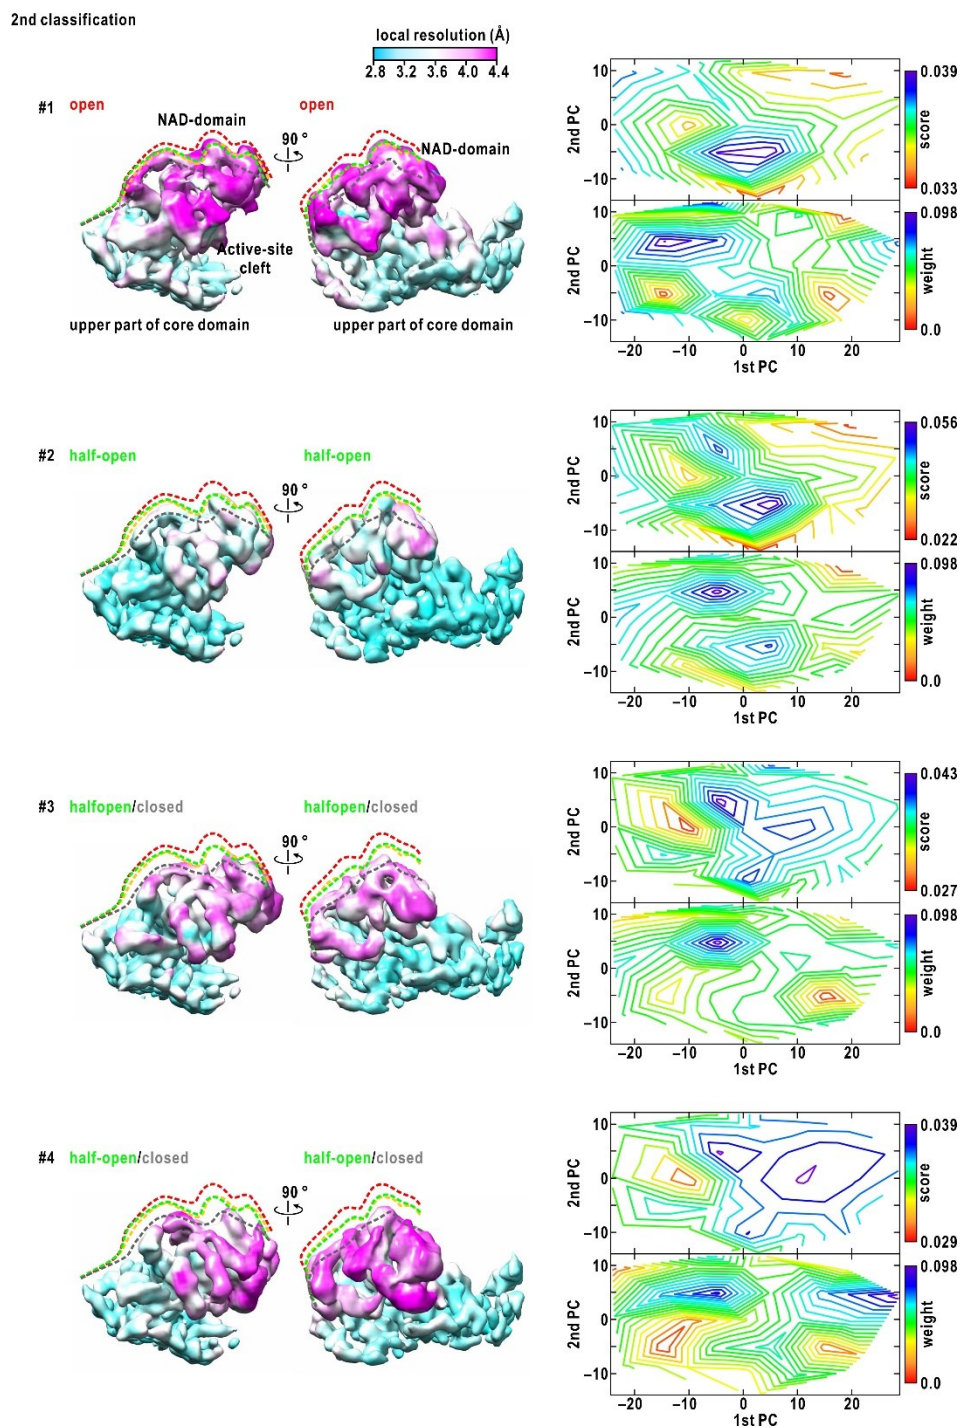 2nd classification
local resolution (Å)
2.8 3.2 3.6 4.0 4.4
#1 open open
NAD-domain
90 °
NAD-domain
Active-site
cleft
upper part of core domain
upper part of core domain
10
0
−10
2nd PC
0.039
score
0.033
10
0
−10
2nd PC
0.098
weight
0.0
−20 −10 0 10 20
1st PC
#2 half-open half-open
90 °
10
0
−10
2nd PC
0.056
score
0.022
10
0
−10
2nd PC
0.098
weight
0.0
−20 −10 0 10 20
1st PC
#3 halfopen/closed halfopen/closed
90 °
10
0
−10
2nd PC
0.043
score
0.027
10
0
−10
2nd PC
0.098
weight
0.0
−20 −10 0 10 20
1st PC
#4 half-open/closed half-open/closed
90 °
10
0
−10
2nd PC
0.039
score
0.029
10
0
−10
2nd PC
0.098
weight
0.0
−20 −10 0 10 20
1st PC